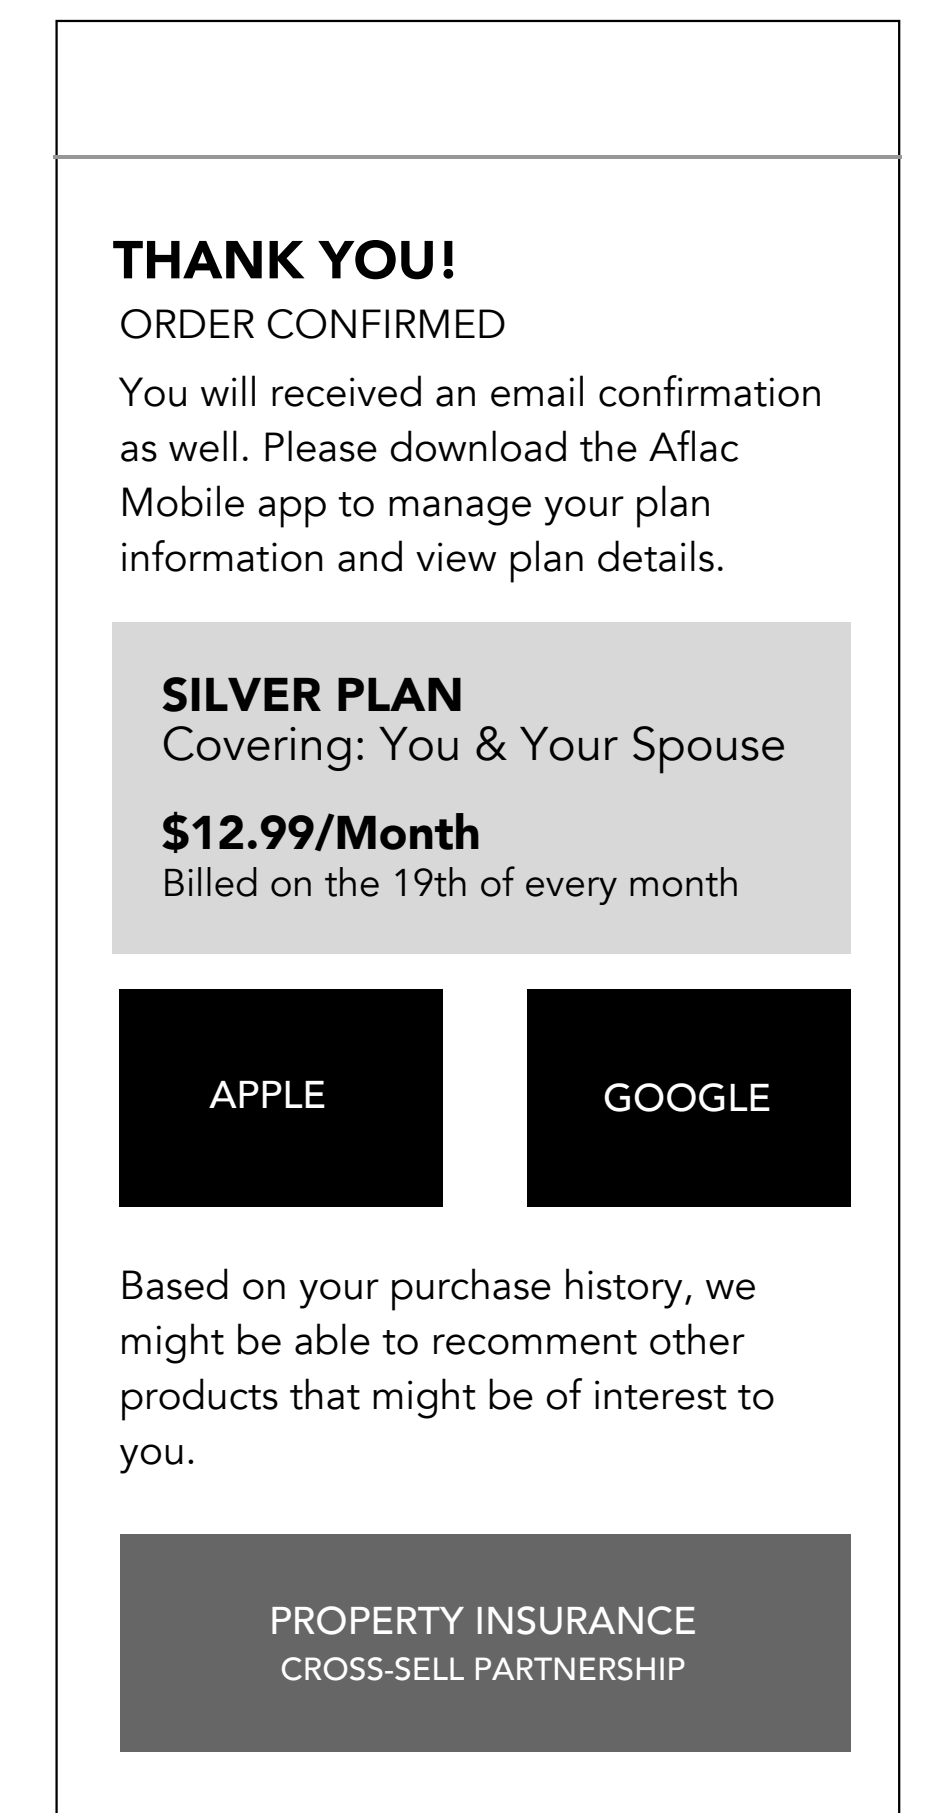 THANK YOU!
ORDER CONFIRMED
You will received an email confirmation
as well. Please download the Aflac
Mobile app to manage your plan
information and view plan details.
SILVER PLAN
Covering: You & Your Spouse
$12.99/Month
Billed on the 19th of every month
APPLE
GOOGLE
Based on your purchase history, we
might be able to recomment other
products that might be of interest to
you.
PROPERTY INSURANCE
CROSS-SELL PARTNERSHIP